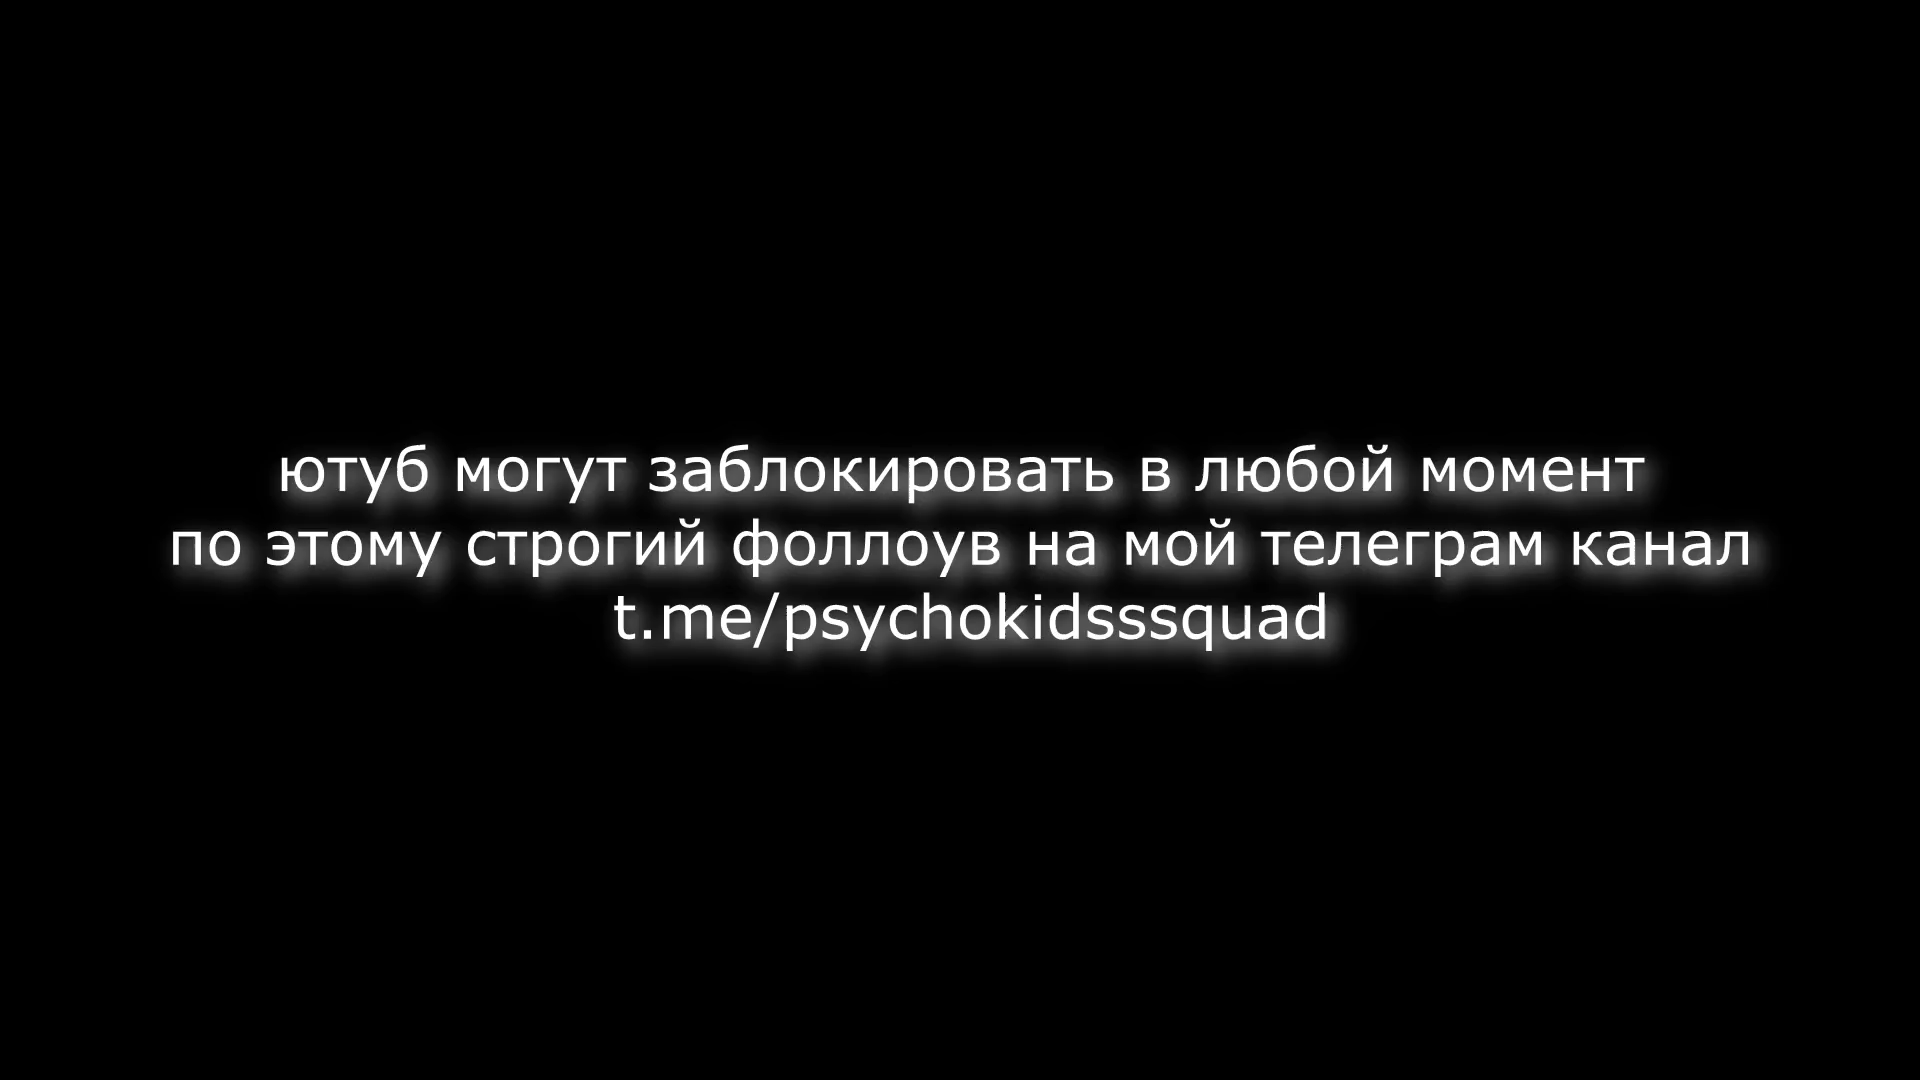 ютуб могут заблокировать в любой момент
по этому строгий фоллоув на мой телеграм канал
t.me/psychokidsssquad